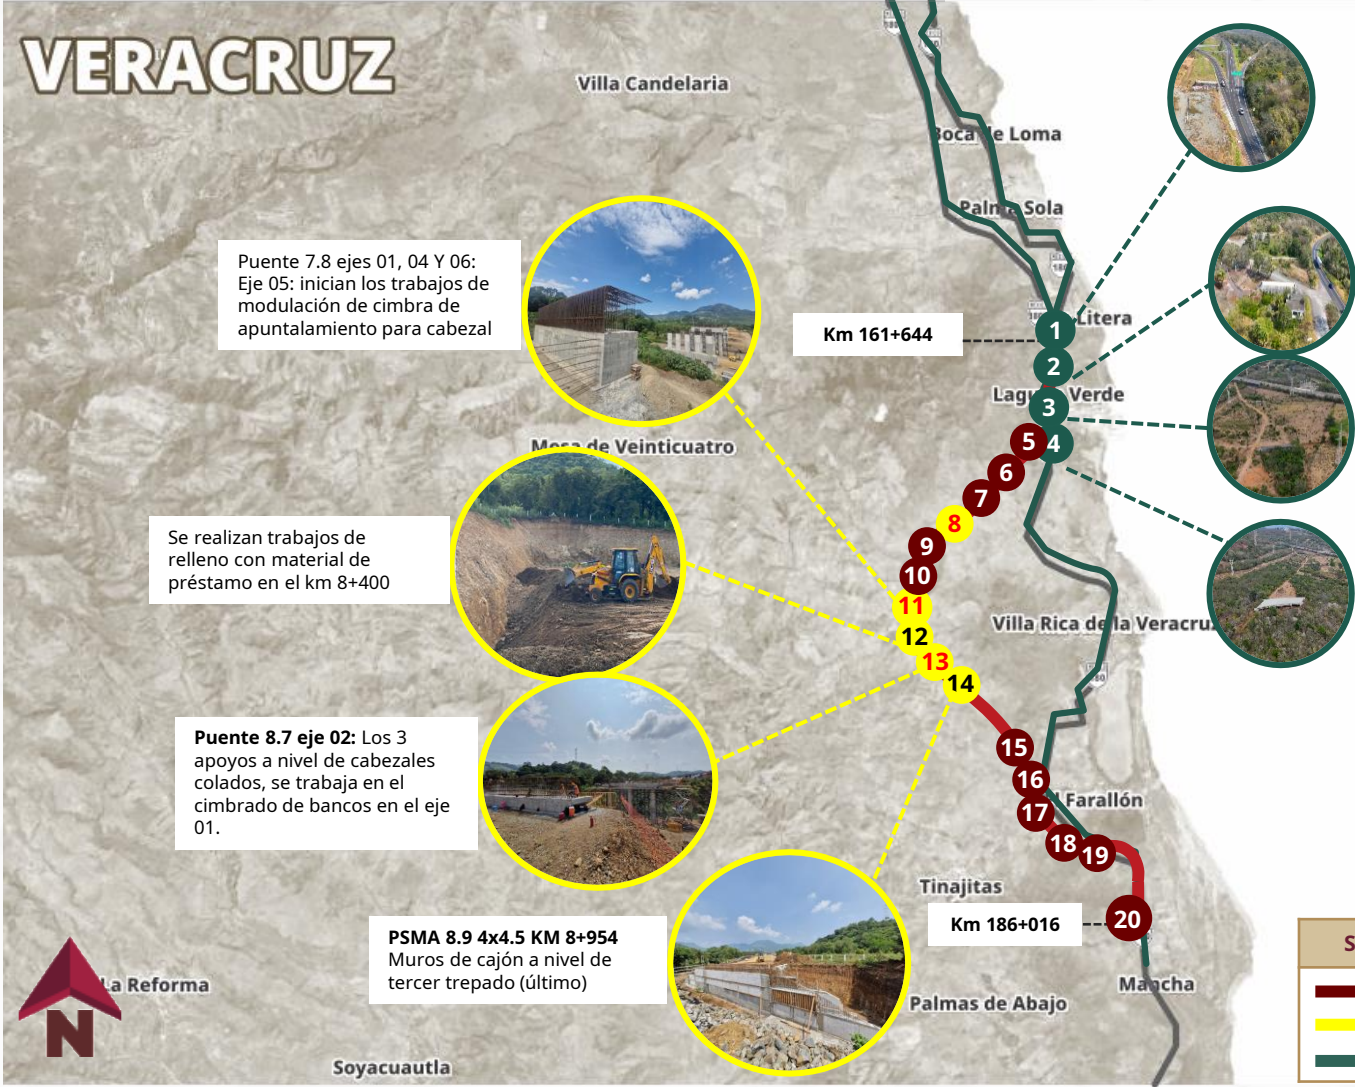 VERACRUZ
Villa Candelaria
Boca de Loma
Palma Sola
Puente 7.8 ejes 01, 04 Y 06:
Eje 05: inician los trabajos de
modulación de cimbra de
apuntalamiento para cabezal
Km 161+644
Litera
1
2
Laguna Verde
3
4
5
6
7
8
9
10
11
12
13
14
Mesa de Veinticuatro
Se realizan trabajos de
relleno con material de
préstamo en el km 8+400
Villa Rica de la Veracruz
180
Puente 8.7 eje 02: Los 3
apoyos a nivel de cabezales
colados, se trabaja en el
cimbrado de bancos en el eje
01.
15
16
17
18
19
20
Farallón
Tinajitas
Km 186+016
PSMA 8.9 4x4.5 KM 8+954
Muros de cajón a nivel de
tercer trepado (último)
Mancha
Palmas de Abajo
La Reforma
N
Soyacuautla
S